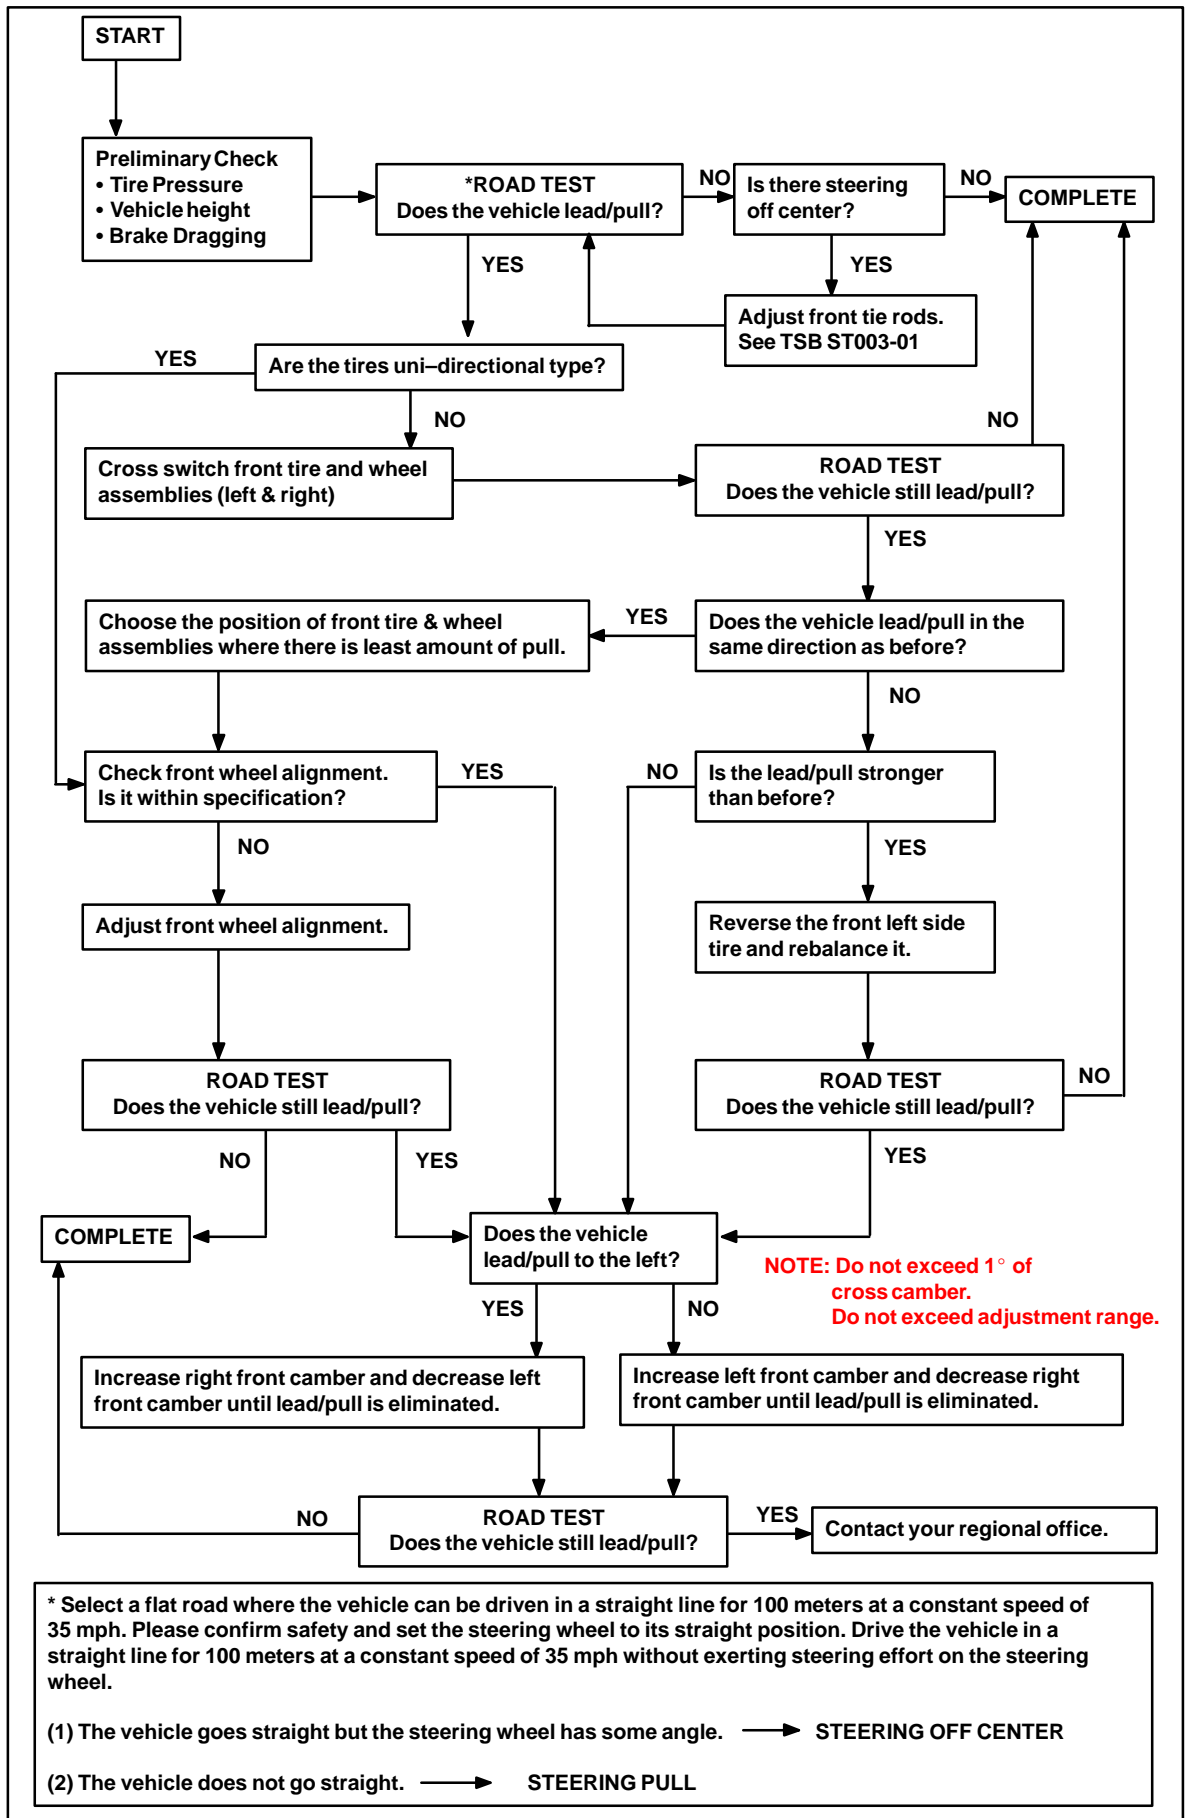 START
Preliminary Check
• Tire Pressure
• Vehicle height
• Brake Dragging
*ROAD TEST
Does the vehicle lead/pull?
NO
Is there steering
off center?
NO
COMPLETE
YES
YES
Adjust front tie rods.
See TSB ST003-01
YES
Are the tires uni–directional type?
NO
NO
Cross switch front tire and wheel
assemblies (left & right)
ROAD TEST
Does the vehicle still lead/pull?
YES
Choose the position of front tire & wheel
assemblies where there is least amount of pull.
YES
Does the vehicle lead/pull in the
same direction as before?
NO
Check front wheel alignment.
Is it within specification?
YES
NO
Is the lead/pull stronger
than before?
NO
YES
Adjust front wheel alignment.
Reverse the front left side
tire and rebalance it.
ROAD TEST
Does the vehicle still lead/pull?
ROAD TEST
Does the vehicle still lead/pull?
NO
NO
YES
YES
COMPLETE
Does the vehicle
lead/pull to the left?
NOTE: Do not exceed 1° of
cross camber.
Do not exceed adjustment range.
YES
NO
Increase right front camber and decrease left
front camber until lead/pull is eliminated.
Increase left front camber and decrease right
front camber until lead/pull is eliminated.
NO
ROAD TEST
Does the vehicle still lead/pull?
YES
Contact your regional office.
* Select a flat road where the vehicle can be driven in a straight line for 100 meters at a constant speed of
35 mph. Please confirm safety and set the steering wheel to its straight position. Drive the vehicle in a
straight line for 100 meters at a constant speed of 35 mph without exerting steering effort on the steering
wheel.
(1) The vehicle goes straight but the steering wheel has some angle. → STEERING OFF CENTER
(2) The vehicle does not go straight. → STEERING PULL